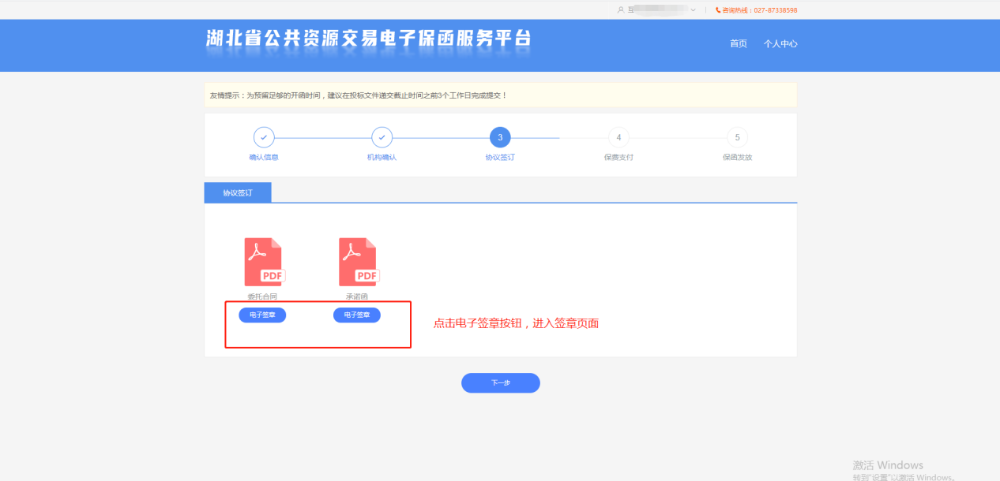 互
咨询热线：027-87338598
湖北省公共资源交易电子保函服务平台
首页 个人中心
友情提示：为预留足够的开函时间，建议在投标文件递交截止时间之前3个工作日完成提交！
3 4 5
确认信息 机构确认 协议签订 保费支付 保函发放
协议签订
PDF PDF
委托合同 承诺函
电子签章 电子签章
点击电子签章按钮，进入签章页面
下一步
激活 Windows
转到"设置"以激活 Windows。